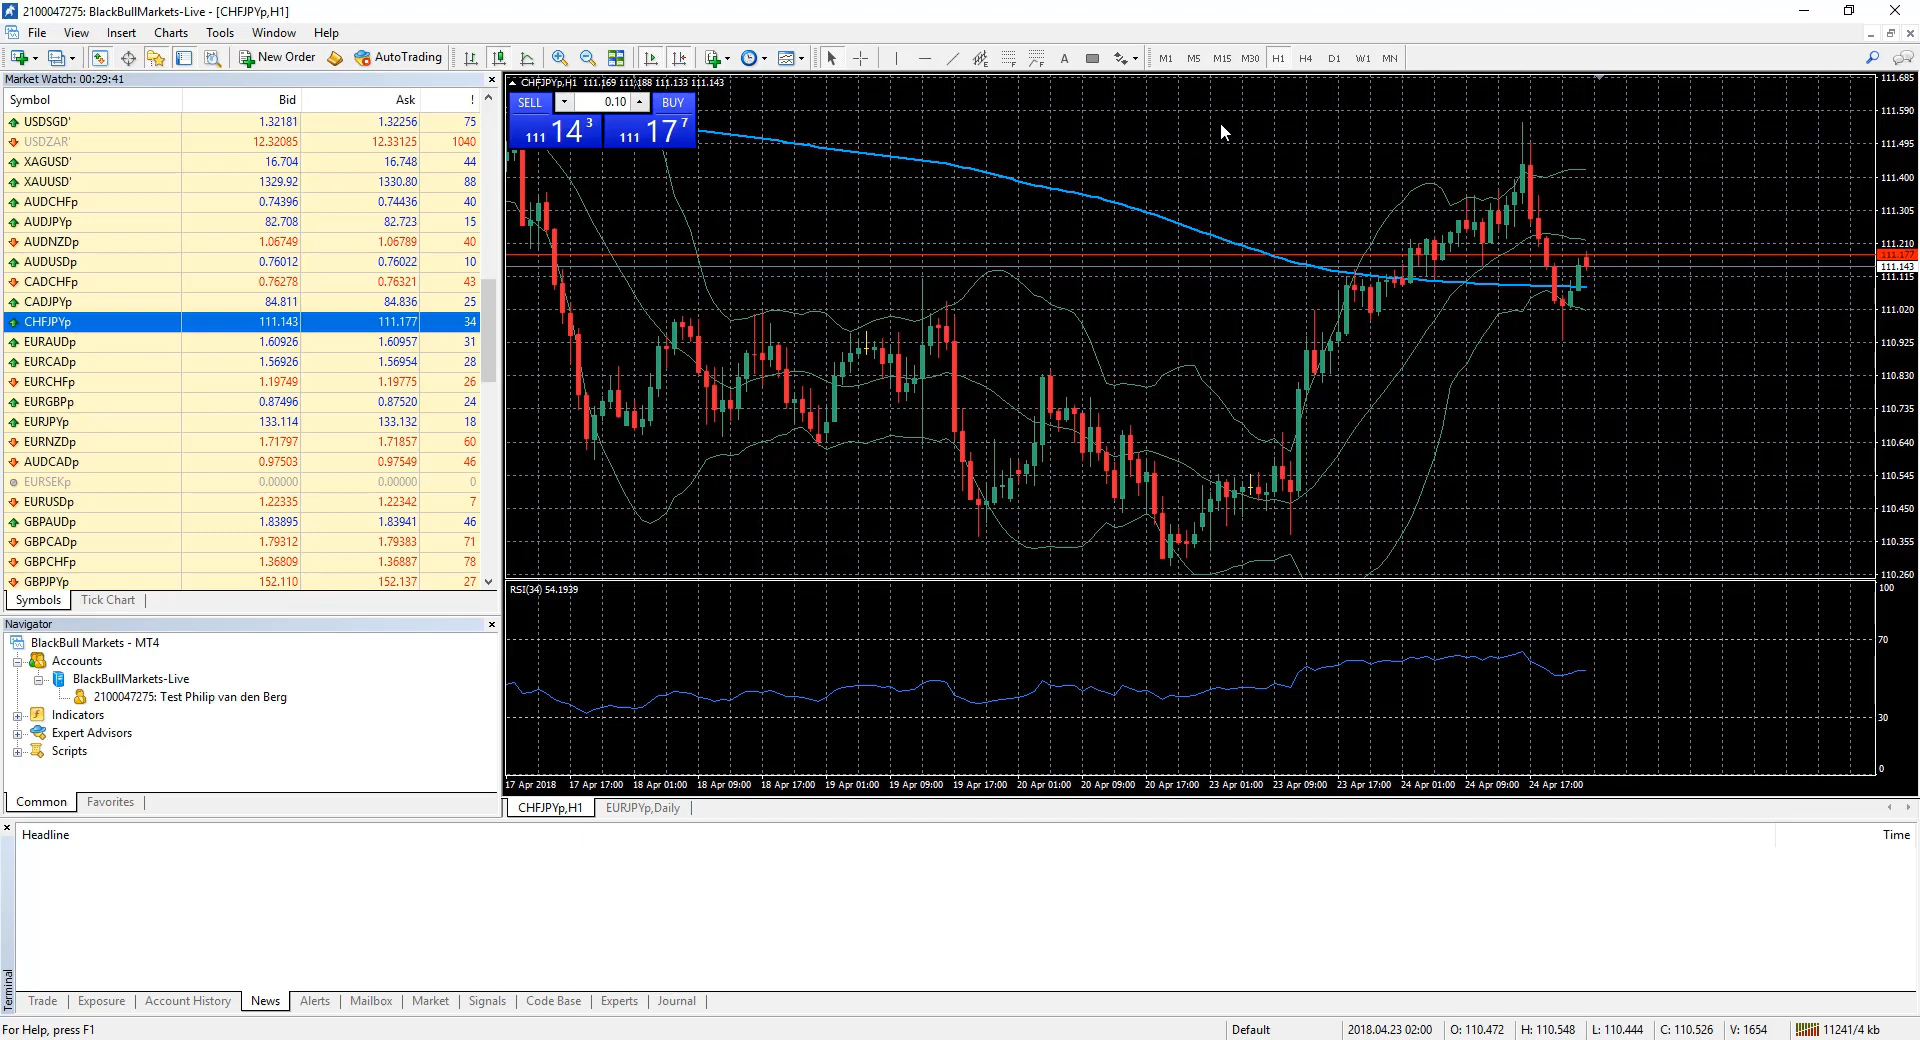 2100047275: BlackBullMarkets-Live - [CHFJPYp,H1]
File View Insert Charts Tools Window Help
New Order AutoTrading A M1 M5 M15 M30 H1 H4 D1 W1 MN
Market Watch: 00:29:41
Symbol Bid Ask !
USDSGD' 1.32181 1.32256 75
USDZAR' 12.32085 12.33125 1040
XAGUSD' 16.704 16.748 44
XAUUSD' 1329.92 1330.80 88
AUDCHFp 0.74396 0.74436 40
AUDJPYp 82.708 82.723 15
AUDNZDp 1.06749 1.06789 40
AUDUSDp 0.76012 0.76022 10
CADCHFp 0.76278 0.76321 43
CADJPYp 84.811 84.836 25
CHFJPYp 111.143 111.177 34
EURAUDp 1.60926 1.60957 31
EURCADp 1.56926 1.56954 28
EURCHFp 1.19749 1.19775 26
EURGBPp 0.87496 0.87520 24
EURJPYp 133.114 133.132 18
EURNZDp 1.71797 1.71857 60
AUDCADp 0.97503 0.97549 46
EURSEKp 0.00000 0.00000 0
EURUSDp 1.22335 1.22342 7
GBPAUDp 1.83895 1.83941 46
GBPCADp 1.79312 1.79383 71
GBPCHFp 1.36809 1.36887 78
GBPJPYp 152.110 152.137 27
Symbols Tick Chart
Navigator
BlackBull Markets - MT4
Accounts
BlackBullMarkets-Live
2100047275: Test Philip van den Berg
Indicators
Expert Advisors
Scripts
Common Favorites
CHFJPYp,H1 111.169 111.188 111.133 111.143
SELL 0.10 BUY
111 14 3 111 17 7
111.685
111.590
111.495
111.400
111.305
111.210
111.177
111.143
111.115
111.020
110.925
110.830
110.735
110.640
110.545
110.450
110.355
110.260
RSI(34) 54.1939
100
70
30
0
17 Apr 2018 17 Apr 17:00 18 Apr 01:00 18 Apr 09:00 18 Apr 17:00 19 Apr 01:00 19 Apr 09:00 19 Apr 17:00 20 Apr 01:00 20 Apr 09:00 20 Apr 17:00 23 Apr 01:00 23 Apr 09:00 23 Apr 17:00 24 Apr 01:00 24 Apr 09:00 24 Apr 17:00
CHFJPYp,H1 EURJPYp,Daily
Headline Time
Terminal
Trade Exposure Account History News Alerts Mailbox Market Signals Code Base Experts Journal
For Help, press F1 Default 2018.04.23 02:00 O: 110.472 H: 110.548 L: 110.444 C: 110.526 V: 1654 11241/4 kb